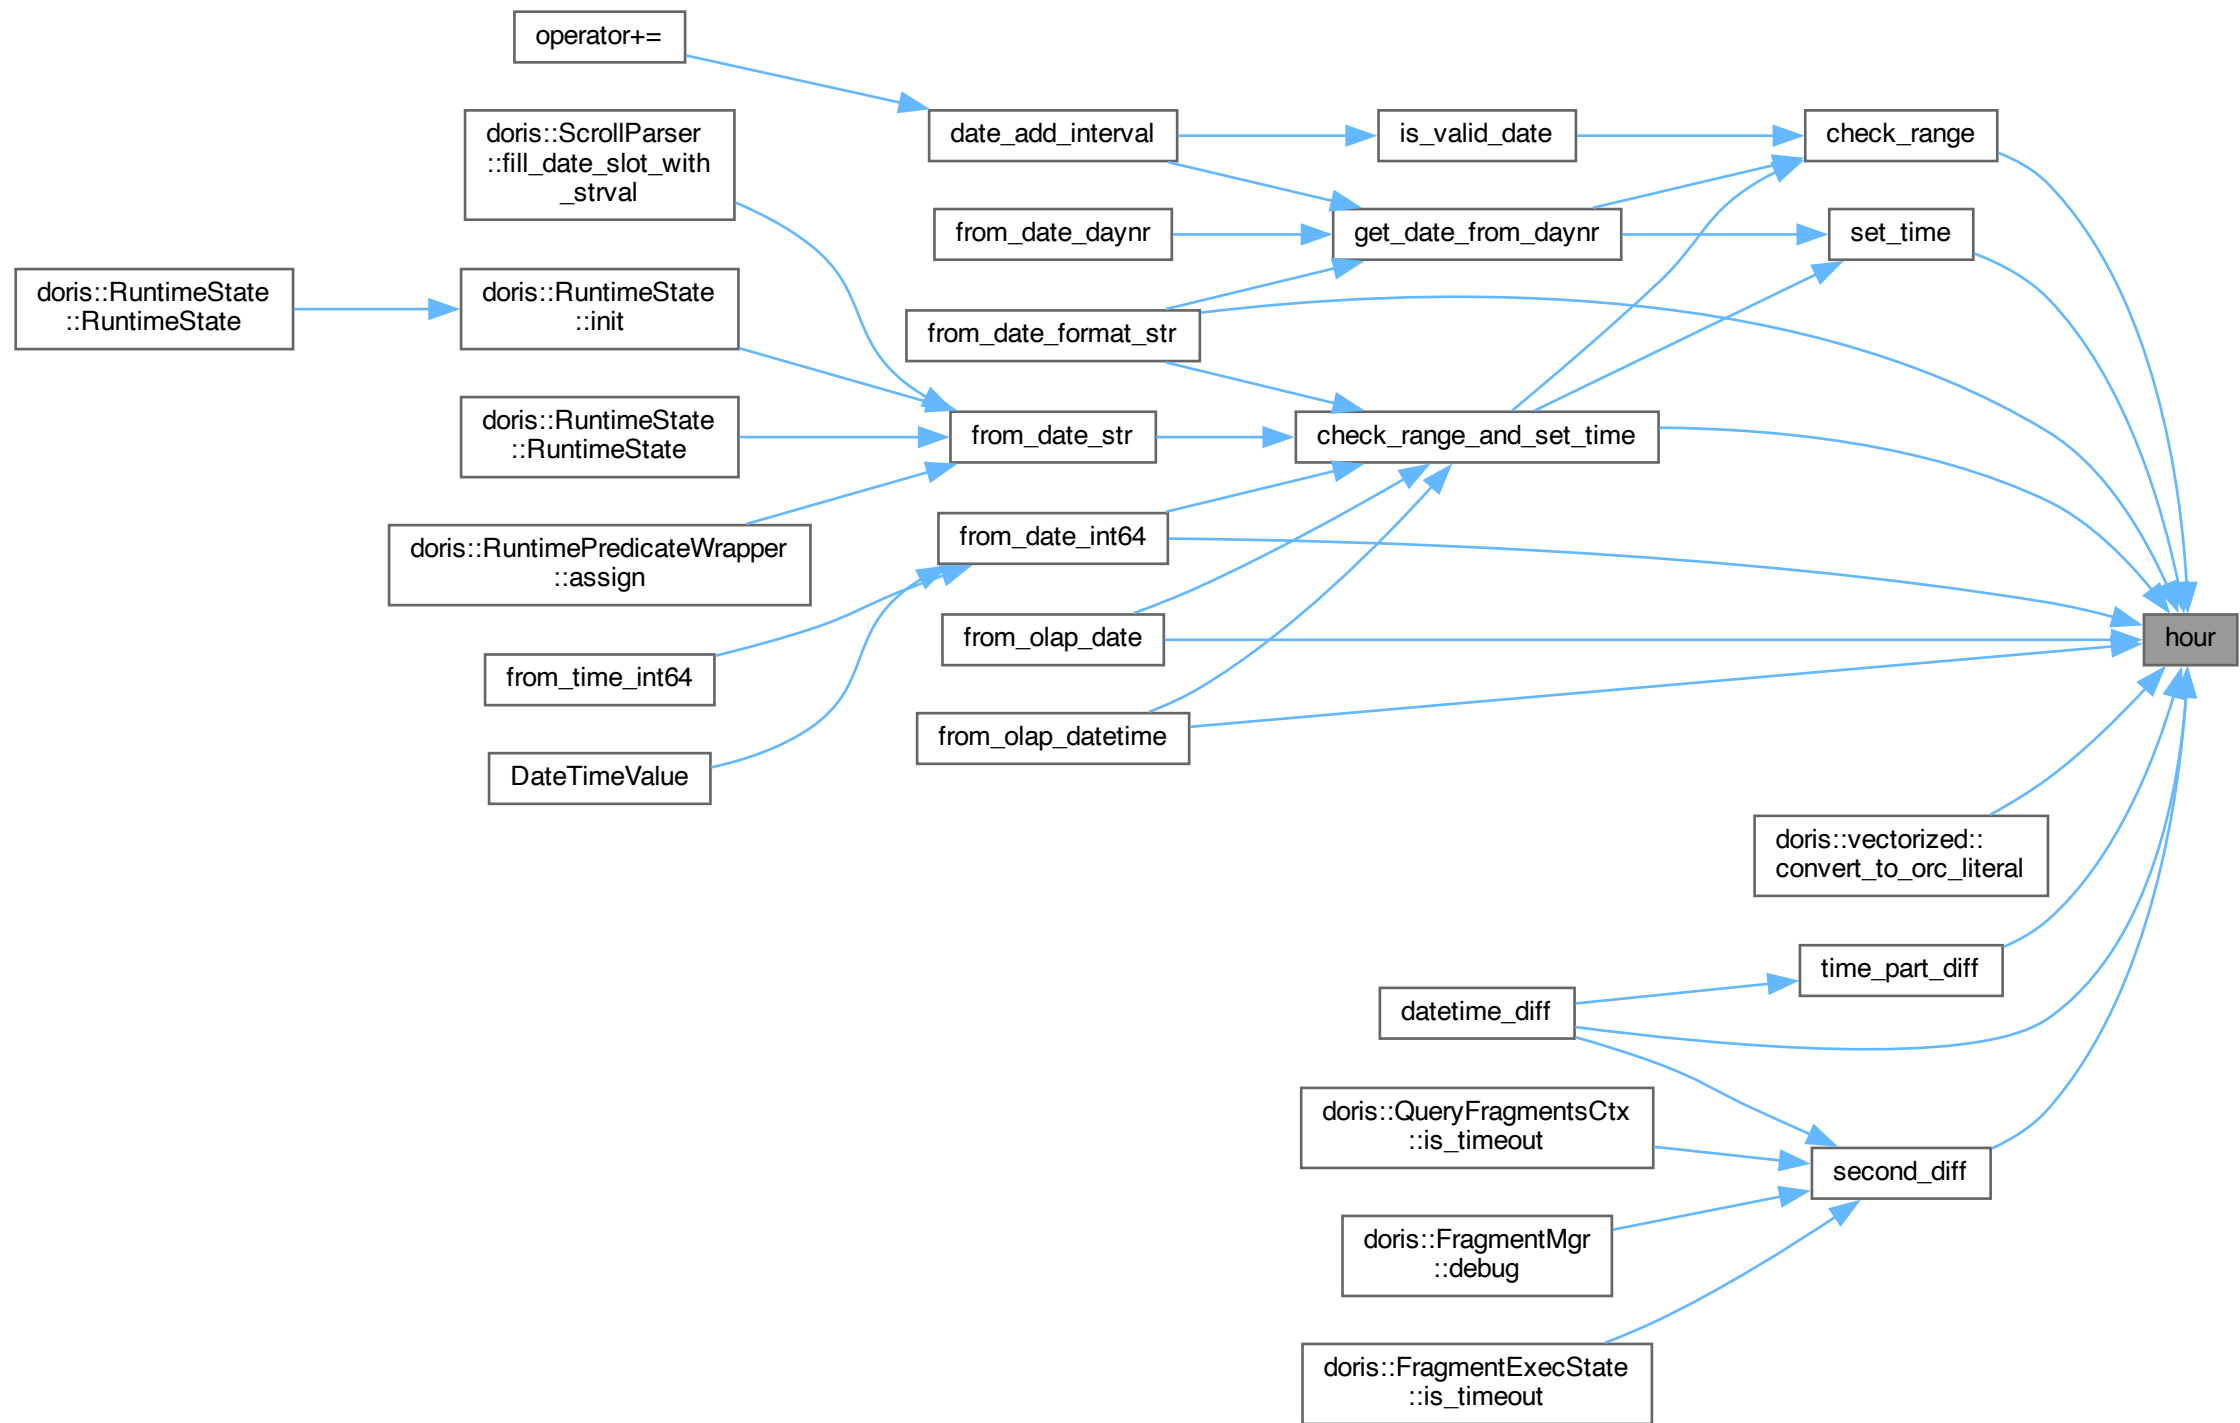 operator+=
doris::ScrollParser
::fill_date_slot_with
_strval
date_add_interval
is_valid_date
check_range
from_date_daynr
get_date_from_daynr
set_time
doris::RuntimeState
::RuntimeState
doris::RuntimeState
::init
from_date_format_str
doris::RuntimeState
::RuntimeState
from_date_str
check_range_and_set_time
doris::RuntimePredicateWrapper
::assign
from_date_int64
from_olap_date
hour
from_time_int64
from_olap_datetime
DateTimeValue
doris::vectorized::
convert_to_orc_literal
time_part_diff
datetime_diff
doris::QueryFragmentsCtx
::is_timeout
second_diff
doris::FragmentMgr
::debug
doris::FragmentExecState
::is_timeout